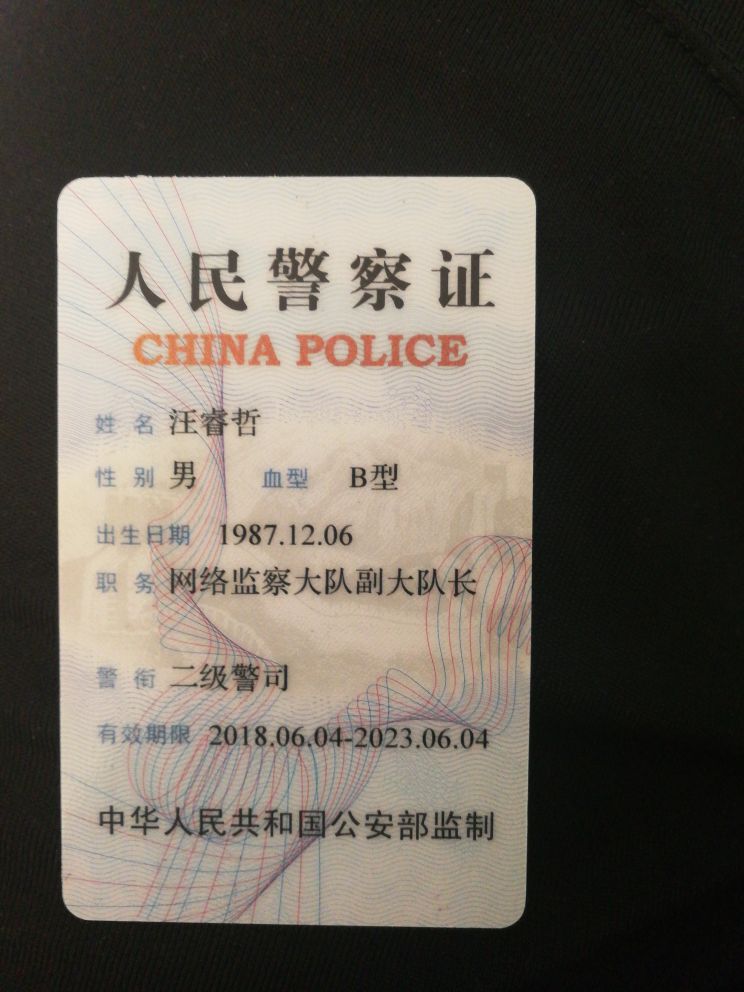 人民警察证
CHINA POLICE
姓 名 汪睿哲
性 别 男 血型 B型
出生日期 1987.12.06
职 务 网络监察大队副大队长
警 衔 二级警司
有效期限 2018.06.04-2023.06.04
中华人民共和国公安部监制